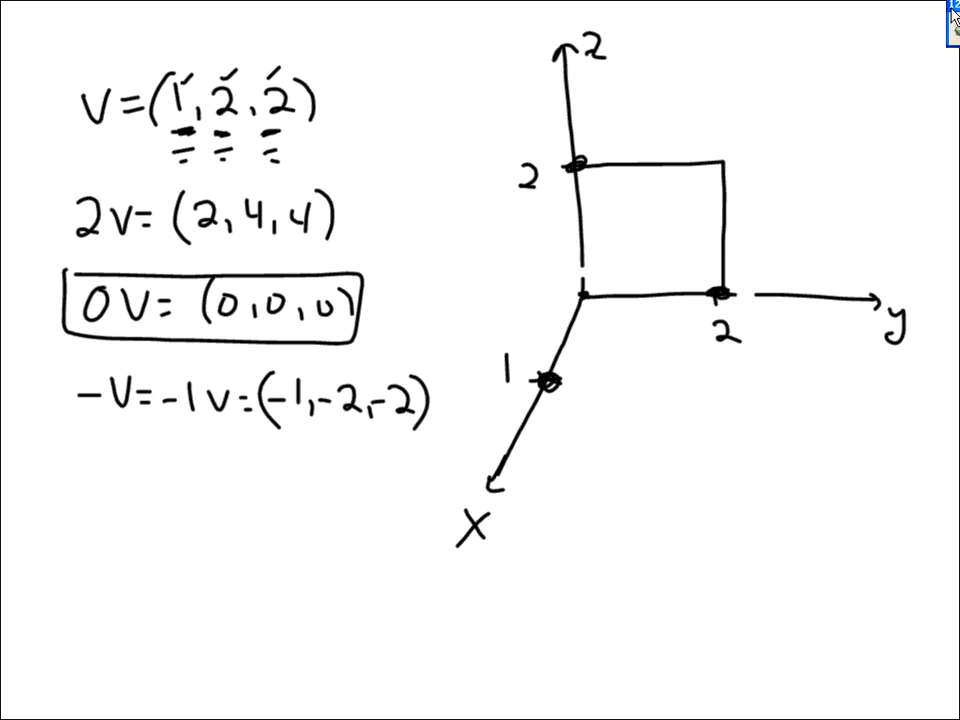 V=(1,2,2)
2V=(2,4,4)
0V=(0,0,0)
-V=-1V=(-1,-2,-2)
z
2
2
y
1
X